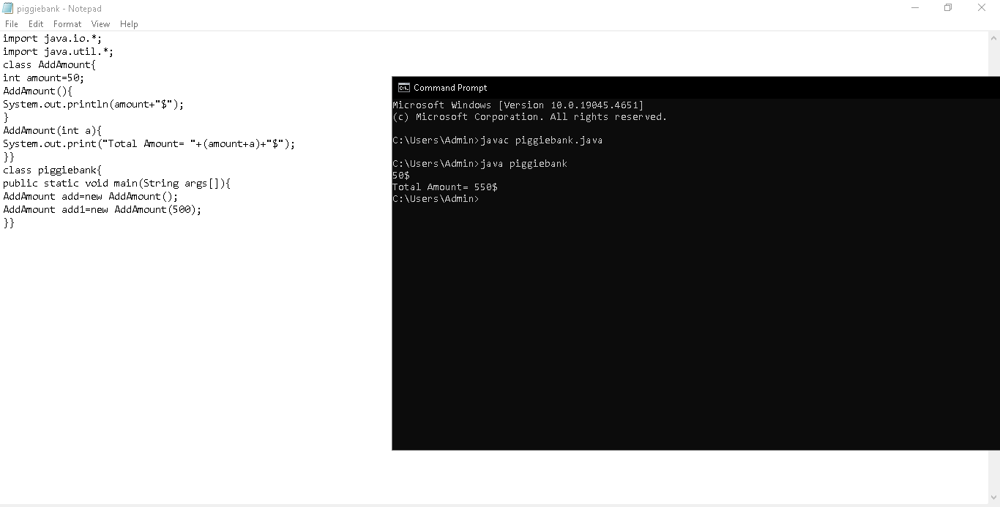 piggiebank - Notepad
File Edit Format View Help
import java.io.*;
import java.util.*;
class AddAmount{
int amount=50;
AddAmount(){
System.out.println(amount+"$");
}
AddAmount(int a){
System.out.print("Total Amount= "+(amount+a)+"$");
}}
class piggiebank{
public static void main(String args[]){
AddAmount add=new AddAmount();
AddAmount add1=new AddAmount(500);
}}
Command Prompt
Microsoft Windows [Version 10.0.19045.4651]
(c) Microsoft Corporation. All rights reserved.
C:\Users\Admin>javac piggiebank.java
C:\Users\Admin>java piggiebank
50$
Total Amount= 550$
C:\Users\Admin>